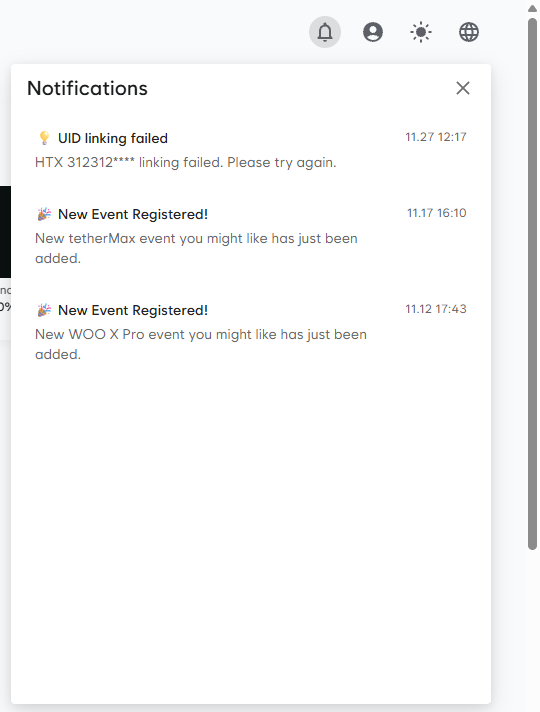 Notifications
UID linking failed
11.27 12:17
HTX 312312**** linking failed. Please try again.
New Event Registered!
11.17 16:10
New tetherMax event you might like has just been
added.
New Event Registered!
11.12 17:43
New WOO X Pro event you might like has just been
added.